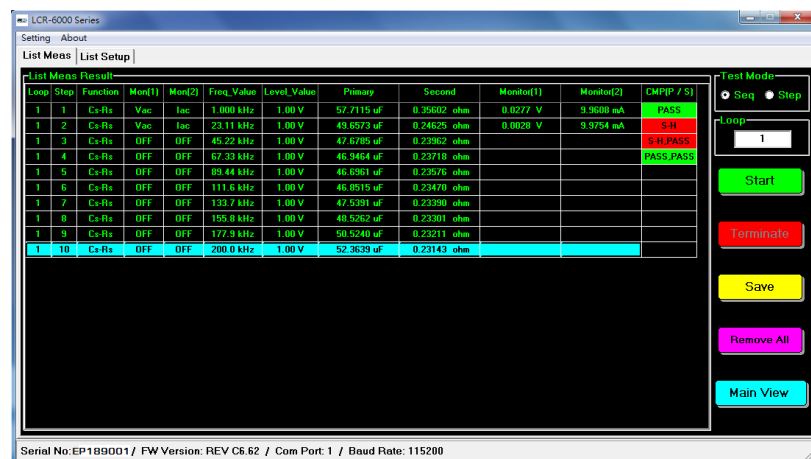 LCR-6000 Series
Setting About
List Meas List Setup
List Meas Result
Loop Step Function Mon(1) Mon(2) Freq_Value Level_Value Primary Second Monitor(1) Monitor(2) CMP(P / S)
1 1 Cs-Rs Vac Iac 1.000 kHz 1.00 V 57.7115 uF 0.35602 ohm 0.0277 V 9.9608 mA PASS
1 2 Cs-Rs Vac Iac 23.11 kHz 1.00 V 49.6573 uF 0.24625 ohm 0.0028 V 9.9754 mA S-H
1 3 Cs-Rs OFF OFF 45.22 kHz 1.00 V 47.6785 uF 0.23962 ohm S-H,PASS
1 4 Cs-Rs OFF OFF 67.33 kHz 1.00 V 46.9464 uF 0.23718 ohm PASS,PASS
1 5 Cs-Rs OFF OFF 89.44 kHz 1.00 V 46.6961 uF 0.23576 ohm
1 6 Cs-Rs OFF OFF 111.6 kHz 1.00 V 46.8515 uF 0.23470 ohm
1 7 Cs-Rs OFF OFF 133.7 kHz 1.00 V 47.5391 uF 0.23390 ohm
1 8 Cs-Rs OFF OFF 155.8 kHz 1.00 V 48.5262 uF 0.23301 ohm
1 9 Cs-Rs OFF OFF 177.9 kHz 1.00 V 50.5240 uF 0.23211 ohm
1 10 Cs-Rs OFF OFF 200.0 kHz 1.00 V 52.3639 uF 0.23143 ohm
Test Mode
Seq Step
Loop
1
Start
Terminate
Save
Remove All
Main View
Serial No:EP189001/ FW Version: REV C6.62 / Com Port: 1 / Baud Rate: 115200